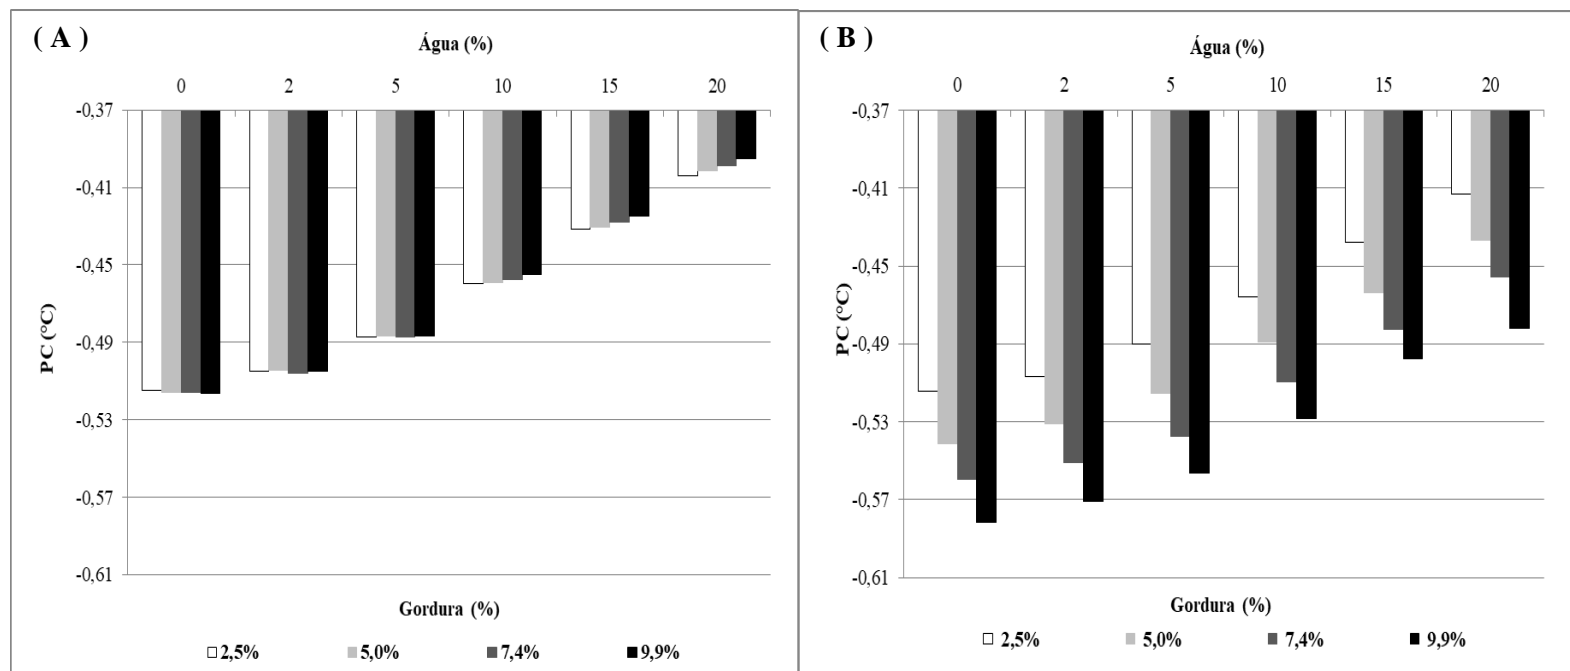 ( A )
Água (%)
0 2 5 10 15 20
-0,37
-0,41
-0,45
-0,49
-0,53
-0,57
-0,61
PC (°C)
Gordura (%)
2,5% 5,0% 7,4% 9,9%
( B )
Água (%)
0 2 5 10 15 20
-0,37
-0,41
-0,45
-0,49
-0,53
-0,57
-0,61
PC (°C)
Gordura (%)
2,5% 5,0% 7,4% 9,9%